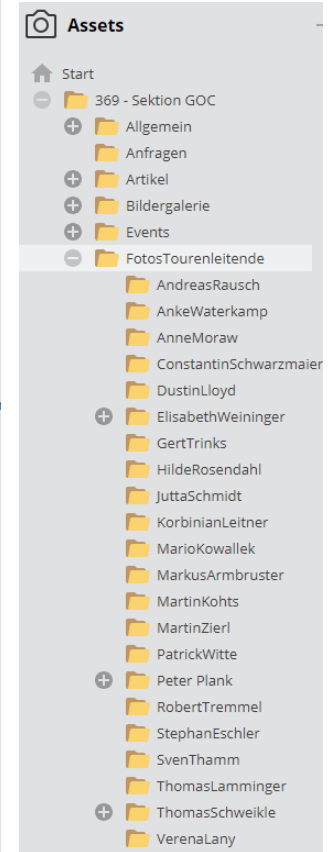 Assets
Start
369 - Sektion GOC
Allgemein
Anfragen
Artikel
Bildergalerie
Events
FotosTourenleitende
AndreasRausch
AnkeWaterkamp
AnneMoraw
ConstantinSchwarzmaier
DustinLloyd
ElisabethWeininger
GertTrinks
HildeRosendahl
JuttaSchmidt
KorbinianLeitner
MarioKowallek
MarkusArmbruster
MartinKohts
MartinZierl
PatrickWitte
Peter Plank
RobertTremmel
StephanEschler
SvenThamm
ThomasLamminger
ThomasSchweikle
VerenaLany